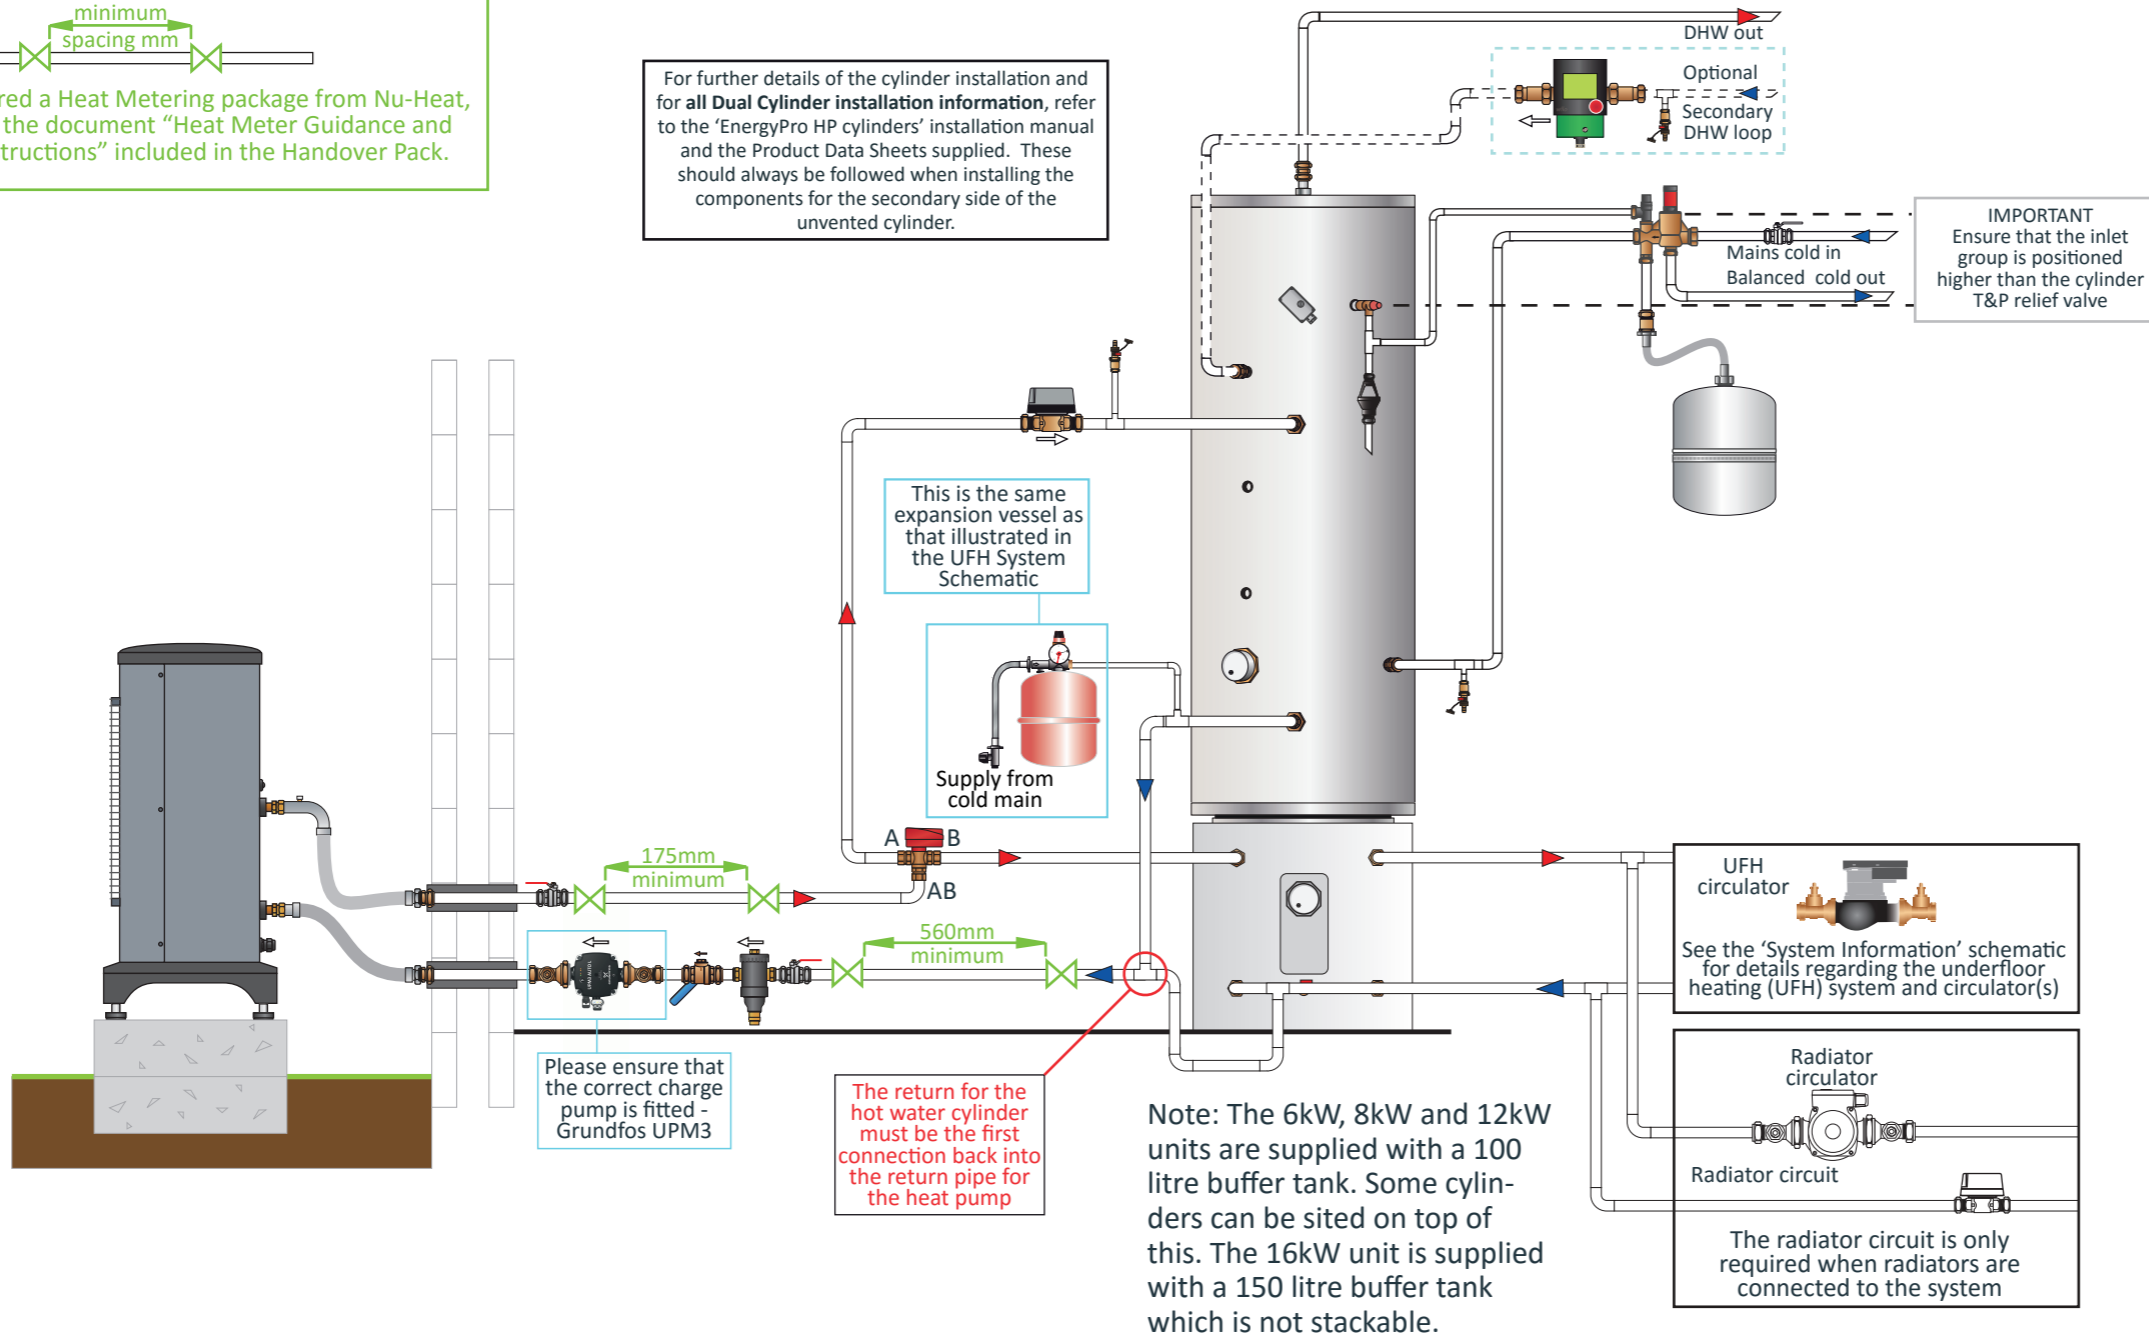 minimum
spacing mm
red a Heat Metering package from Nu-Heat,
the document “Heat Meter Guidance and
tructions” included in the Handover Pack.
For further details of the cylinder installation and
for all Dual Cylinder installation information, refer
to the ‘EnergyPro HP cylinders’ installation manual
and the Product Data Sheets supplied. These
should always be followed when installing the
components for the secondary side of the
unvented cylinder.
DHW out
Optional
Secondary
DHW loop
Mains cold in
Balanced cold out
IMPORTANT
Ensure that the inlet
group is positioned
higher than the cylinder
T&P relief valve
This is the same
expansion vessel as
that illustrated in
the UFH System
Schematic
Supply from
cold main
A
B
AB
175mm
minimum
560mm
minimum
UFH
circulator
See the ‘System Information’ schematic
for details regarding the underfloor
heating (UFH) system and circulator(s)
Please ensure that
the correct charge
pump is fitted -
Grundfos UPM3
The return for the
hot water cylinder
must be the first
connection back into
the return pipe for
the heat pump
Note: The 6kW, 8kW and 12kW
units are supplied with a 100
litre buffer tank. Some cylin-
ders can be sited on top of
this. The 16kW unit is supplied
with a 150 litre buffer tank
which is not stackable.
Radiator
circulator
Radiator circuit
The radiator circuit is only
required when radiators are
connected to the system